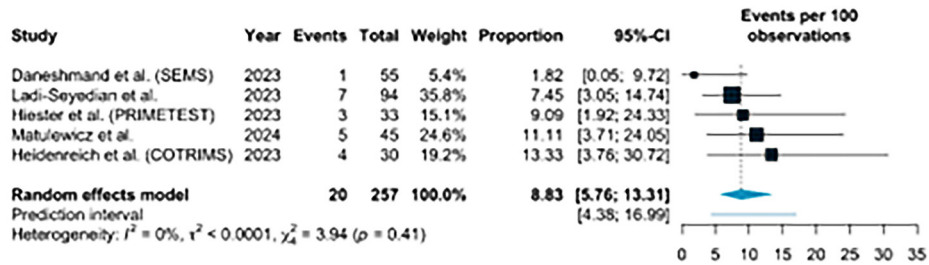 Events per 100
observations
Study Year Events Total Weight Proportion 95%-CI
Daneshmand et al. (SEMS) 2023 1 55 5.4% 1.82 [0.05; 9.72]
Ladi-Seyedian et al. 2023 7 94 35.8% 7.45 [3.05; 14.74]
Hiester et al. (PRIMETEST) 2023 3 33 15.1% 9.09 [1.92; 24.33]
Matulewicz et al. 2024 5 45 24.6% 11.11 [3.71; 24.05]
Heidenreich et al. (COTRIMS) 2023 4 30 19.2% 13.33 [3.76; 30.72]
Random effects model 20 257 100.0% 8.83 [5.76; 13.31]
Prediction interval [4.38; 16.99]
Heterogeneity: I² = 0%, τ² < 0.0001, χ²₄ = 3.94 (p = 0.41)
0 5 10 15 20 25 30 35